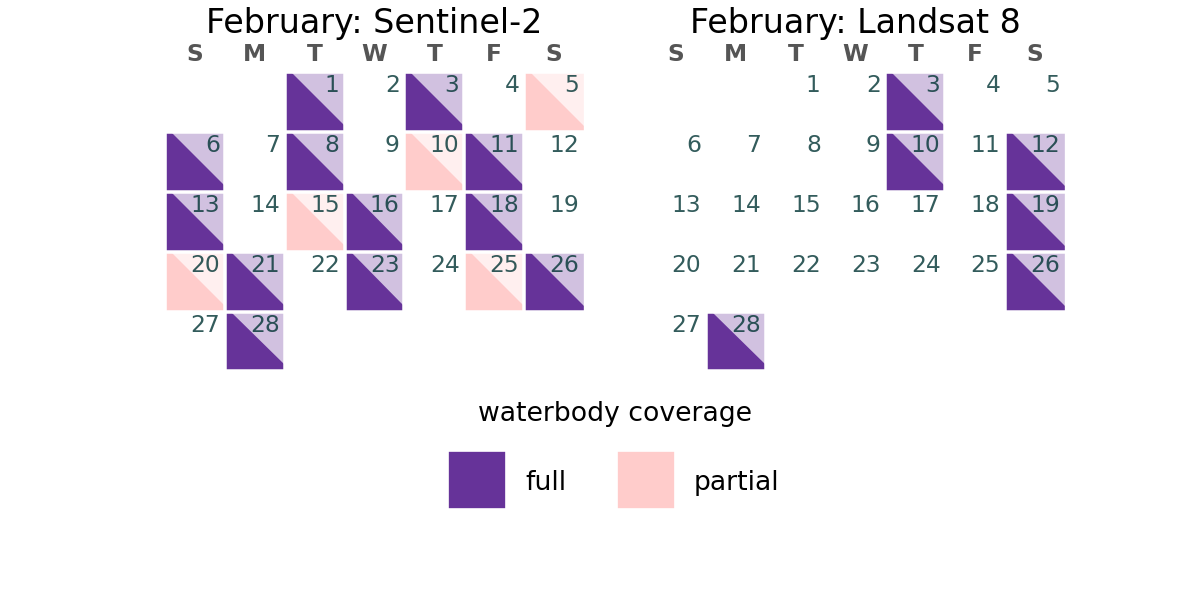 February: Sentinel-2
S M T W T F S
1 2 3 4 5
6 7 8 9 10 11 12
13 14 15 16 17 18 19
20 21 22 23 24 25 26
27 28
February: Landsat 8
S M T W T F S
1 2 3 4 5
6 7 8 9 10 11 12
13 14 15 16 17 18 19
20 21 22 23 24 25 26
27 28
waterbody coverage
full partial